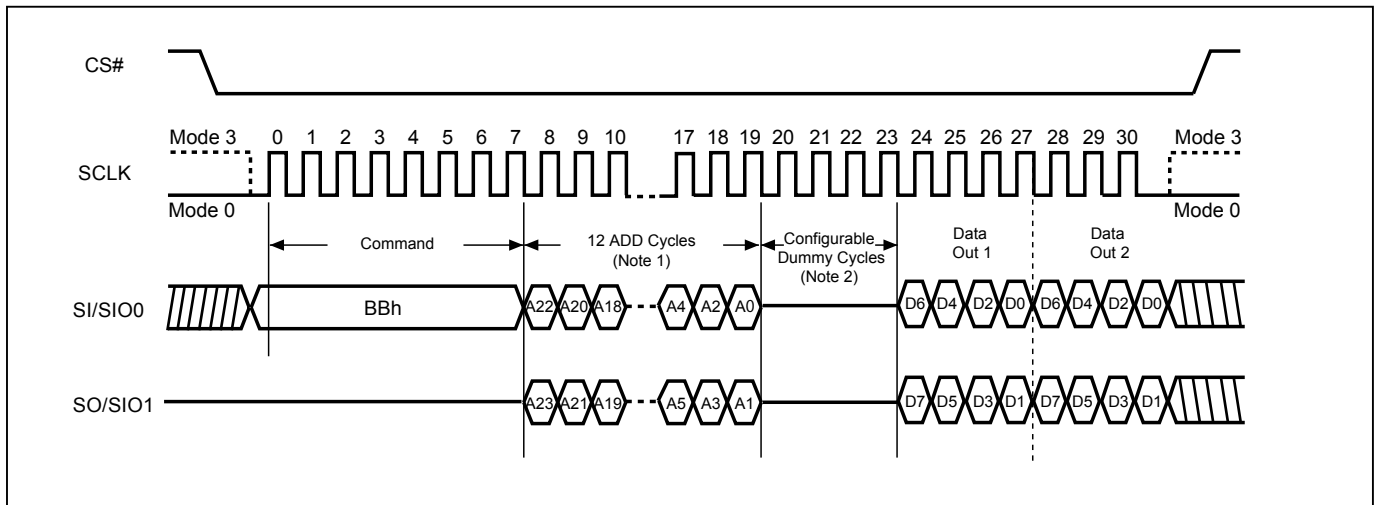 CS#
Mode 3 0 1 2 3 4 5 6 7 8 9 10 17 18 19 20 21 22 23 24 25 26 27 28 29 30 Mode 3
SCLK
Mode 0 Mode 0
Command 12 ADD Cycles (Note 1) Configurable Dummy Cycles (Note 2) Data Out 1 Data Out 2
SI/SIO0 BBh A22 A20 A18 A4 A2 A0 D6 D4 D2 D0 D6 D4 D2 D0
SO/SIO1 A23 A21 A19 A5 A3 A1 D7 D5 D3 D1 D7 D5 D3 D1